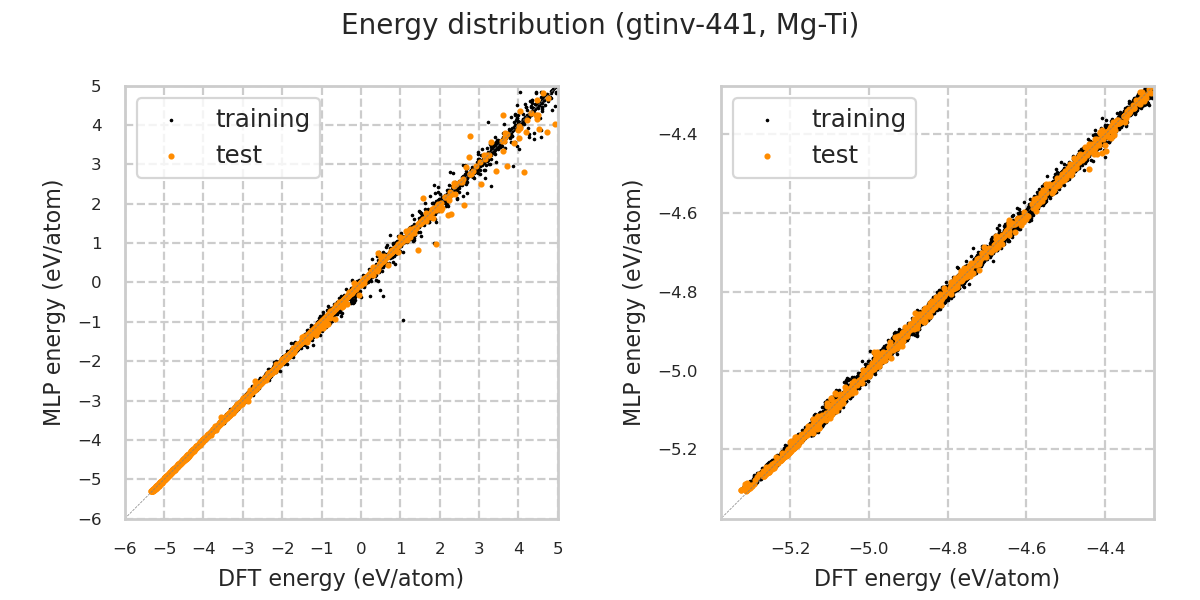 Energy distribution (gtinv-441, Mg-Ti)
training
test
5
4
3
2
1
0
−1
−2
−3
−4
−5
−6
−6 −5 −4 −3 −2 −1 0 1 2 3 4 5
MLP energy (eV/atom)
DFT energy (eV/atom)
training
test
−4.4
−4.6
−4.8
−5.0
−5.2
−5.2 −5.0 −4.8 −4.6 −4.4
MLP energy (eV/atom)
DFT energy (eV/atom)